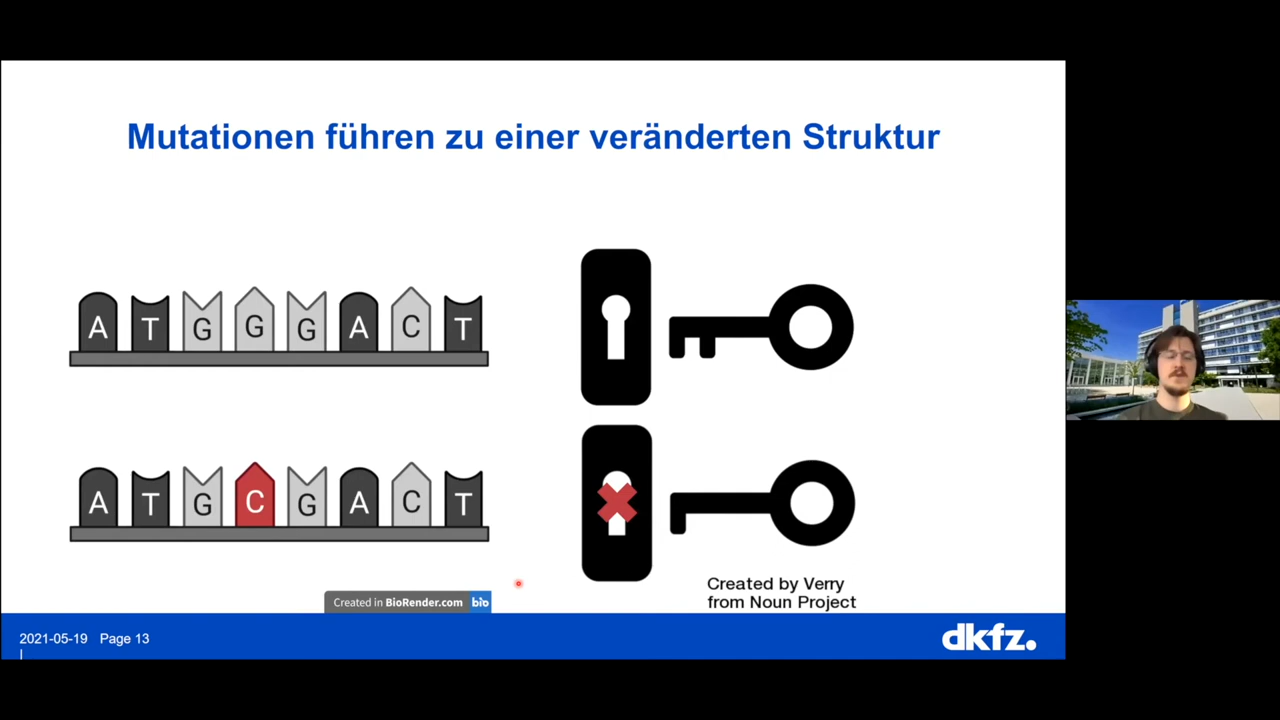 Mutationen führen zu einer veränderten Struktur
A T G G G A C T
A T G C G A C T
Created in BioRender.com bio
Created by Verry
from Noun Project
2021-05-19 Page 13
dkfz.